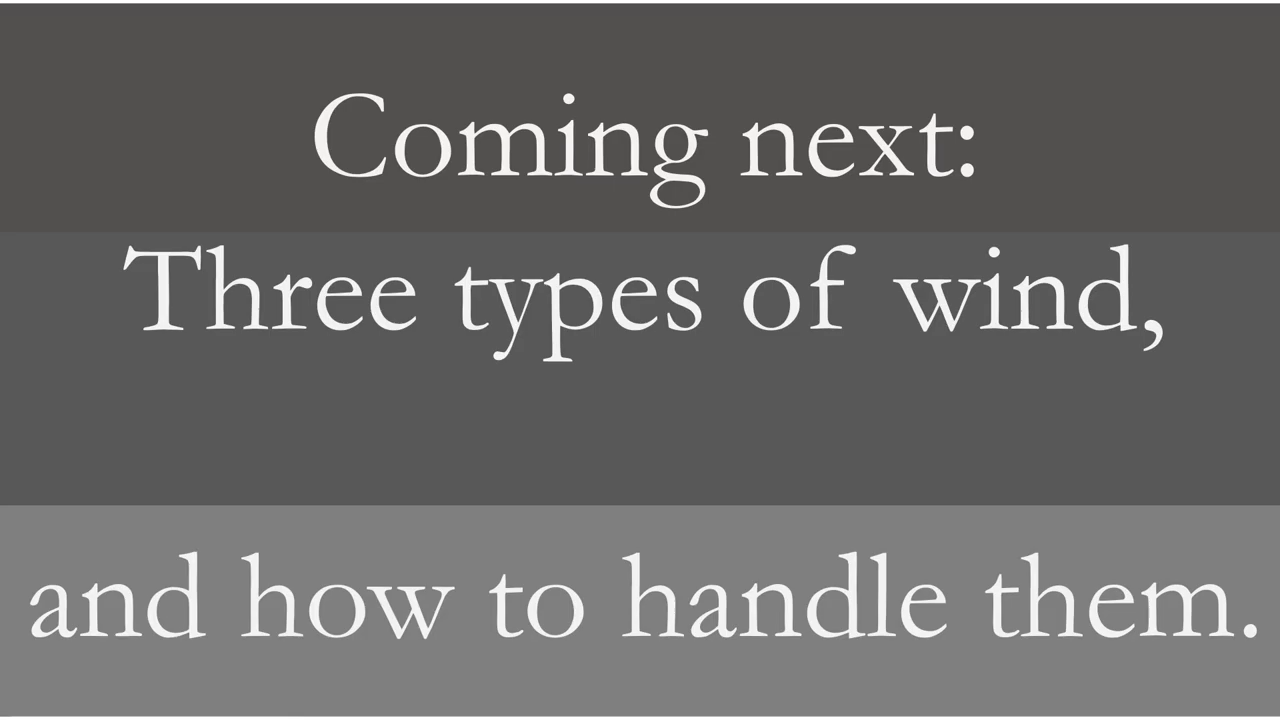 Coming next:
Three types of wind,
and how to handle them.